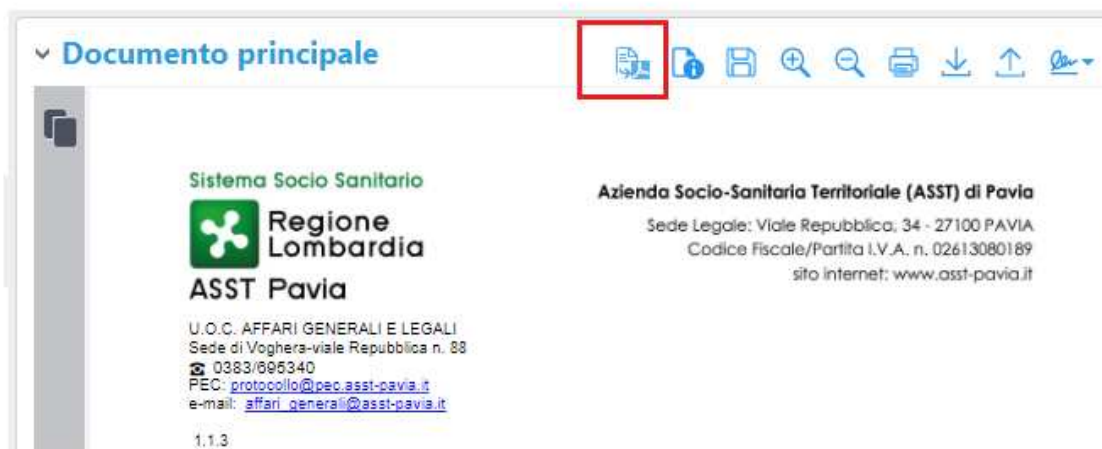 Documento principale
Sistema Socio Sanitario
Regione
Lombardia
ASST Pavia
Azienda Socio-Sanitaria Territoriale (ASST) di Pavia
Sede Legale: Viale Repubblica, 34 - 27100 PAVIA
Codice Fiscale/Partita I.V.A. n. 02613080189
sito internet: www.asst-pavia.it
U.O.C. AFFARI GENERALI E LEGALI
Sede di Voghera-viale Repubblica n. 88
☎ 0383/695340
PEC: protocollo@pec.asst-pavia.it
e-mail: affari_generali@asst-pavia.it
1.1.3